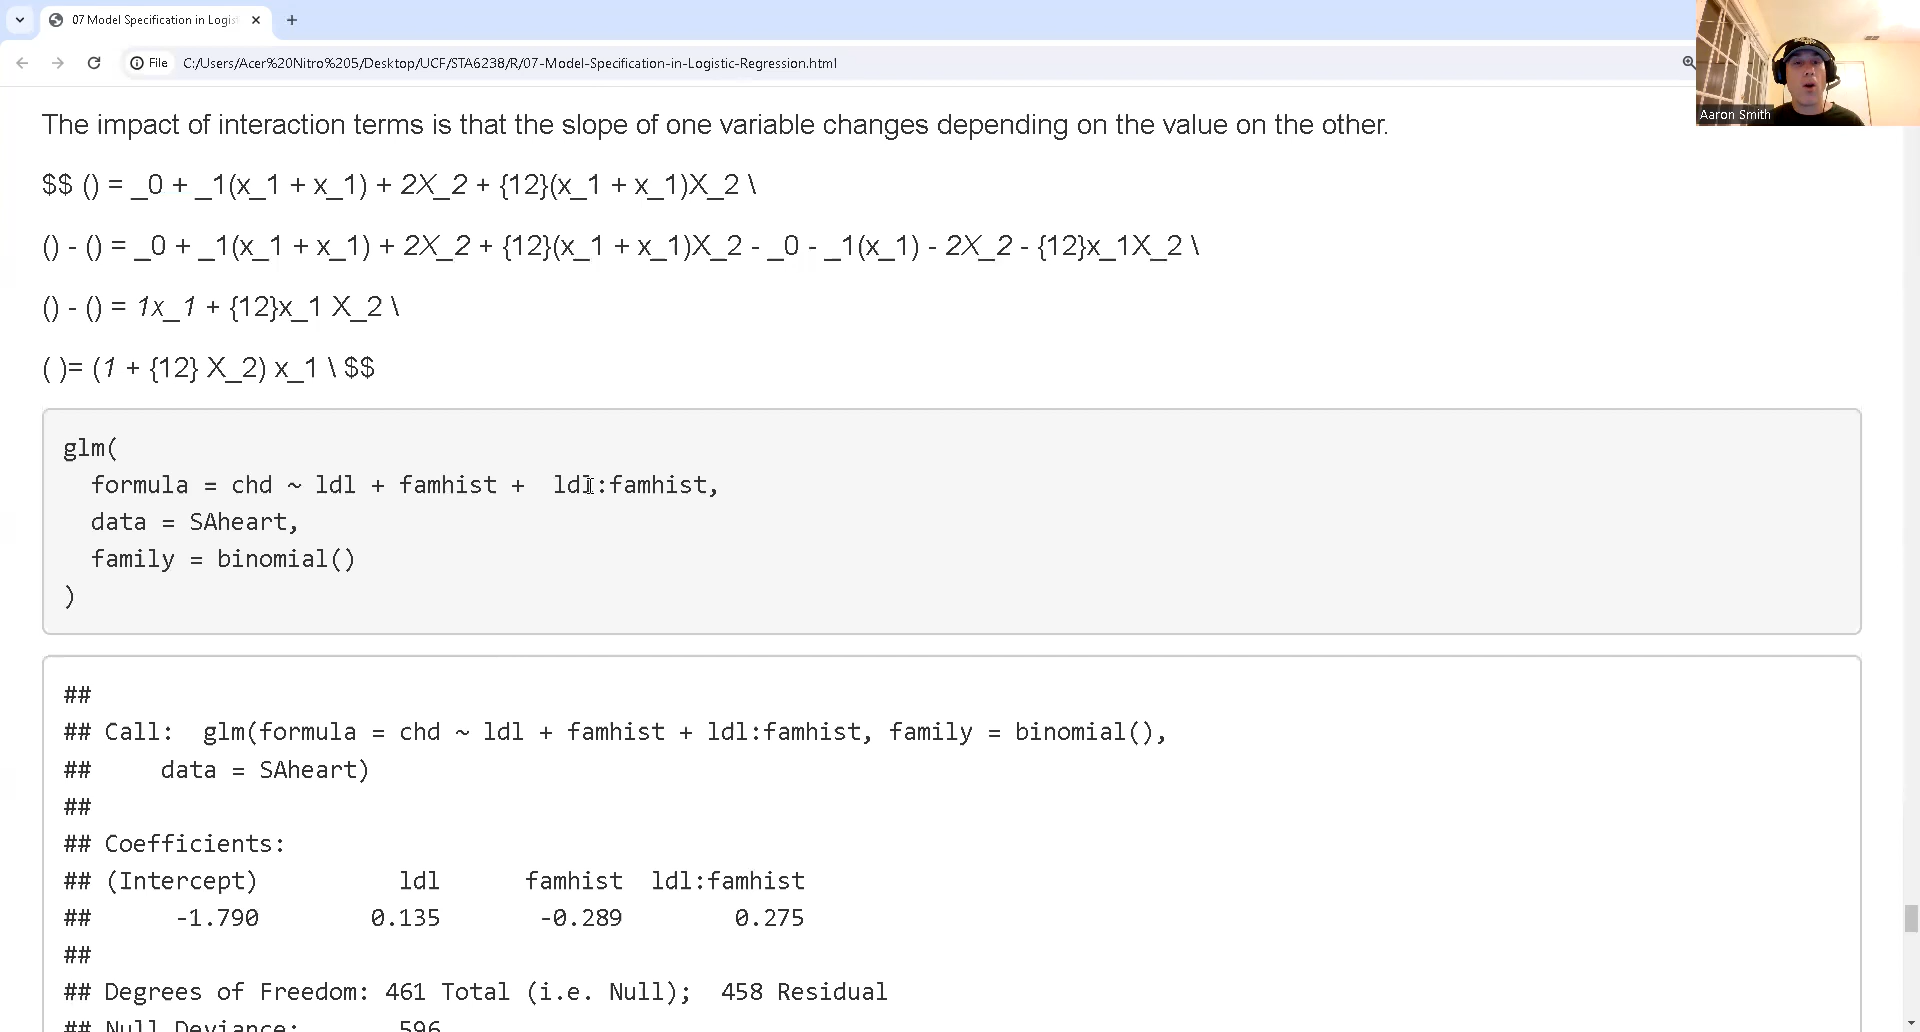 07 Model Specification in Logis
File C:/Users/Acer%20Nitro%205/Desktop/UCF/STA6238/R/07-Model-Specification-in-Logistic-Regression.html
Aaron Smith
The impact of interaction terms is that the slope of one variable changes depending on the value on the other.
$$ () = _0 + _1(x_1 + x_1) + 2X_2 + {12}(x_1 + x_1)X_2 \
() - () = _0 + _1(x_1 + x_1) + 2X_2 + {12}(x_1 + x_1)X_2 - _0 - _1(x_1) - 2X_2 - {12}x_1X_2 \
() - () = 1x_1 + {12}x_1 X_2 \
( )= (1 + {12} X_2) x_1 \ $$
glm(
formula = chd ~ ldl + famhist +  ldl:famhist,
data = SAheart,
family = binomial()
)
##
## Call:  glm(formula = chd ~ ldl + famhist + ldl:famhist, family = binomial(),
##     data = SAheart)
##
## Coefficients:
## (Intercept)          ldl      famhist  ldl:famhist
##      -1.790        0.135       -0.289        0.275
##
## Degrees of Freedom: 461 Total (i.e. Null);  458 Residual
## Null Deviance:       596